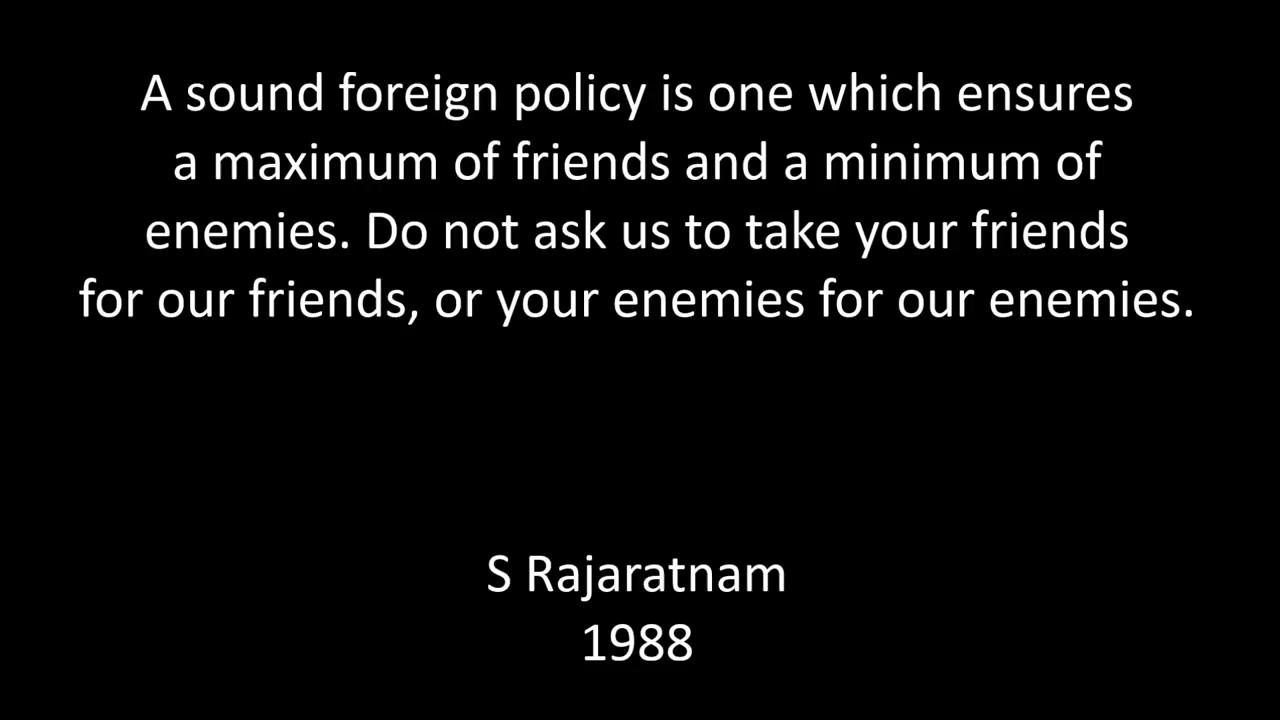 A sound foreign policy is one which ensures
a maximum of friends and a minimum of
enemies. Do not ask us to take your friends
for our friends, or your enemies for our enemies.
S Rajaratnam
1988